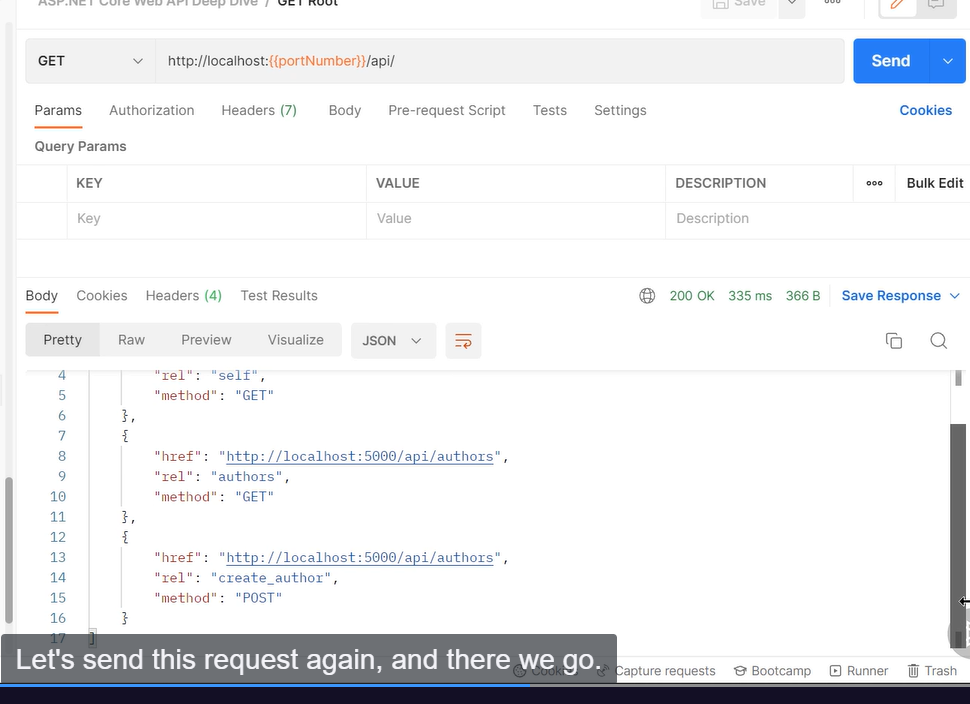 ASP.NET Core Web API Deep Dive / GET Root
Save
GET http://localhost:{{portNumber}}/api/ Send
Params Authorization Headers (7) Body Pre-request Script Tests Settings Cookies
Query Params
KEY VALUE DESCRIPTION Bulk Edit
Key Value Description
Body Cookies Headers (4) Test Results 200 OK 335 ms 366 B Save Response
Pretty Raw Preview Visualize JSON
4 "rel": "self",
5 "method": "GET"
6 },
7 {
8 "href": "http://localhost:5000/api/authors",
9 "rel": "authors",
10 "method": "GET"
11 },
12 {
13 "href": "http://localhost:5000/api/authors",
14 "rel": "create_author",
15 "method": "POST"
16 }
17 ]
Let's send this request again, and there we go.
Cookies Capture requests Bootcamp Runner Trash